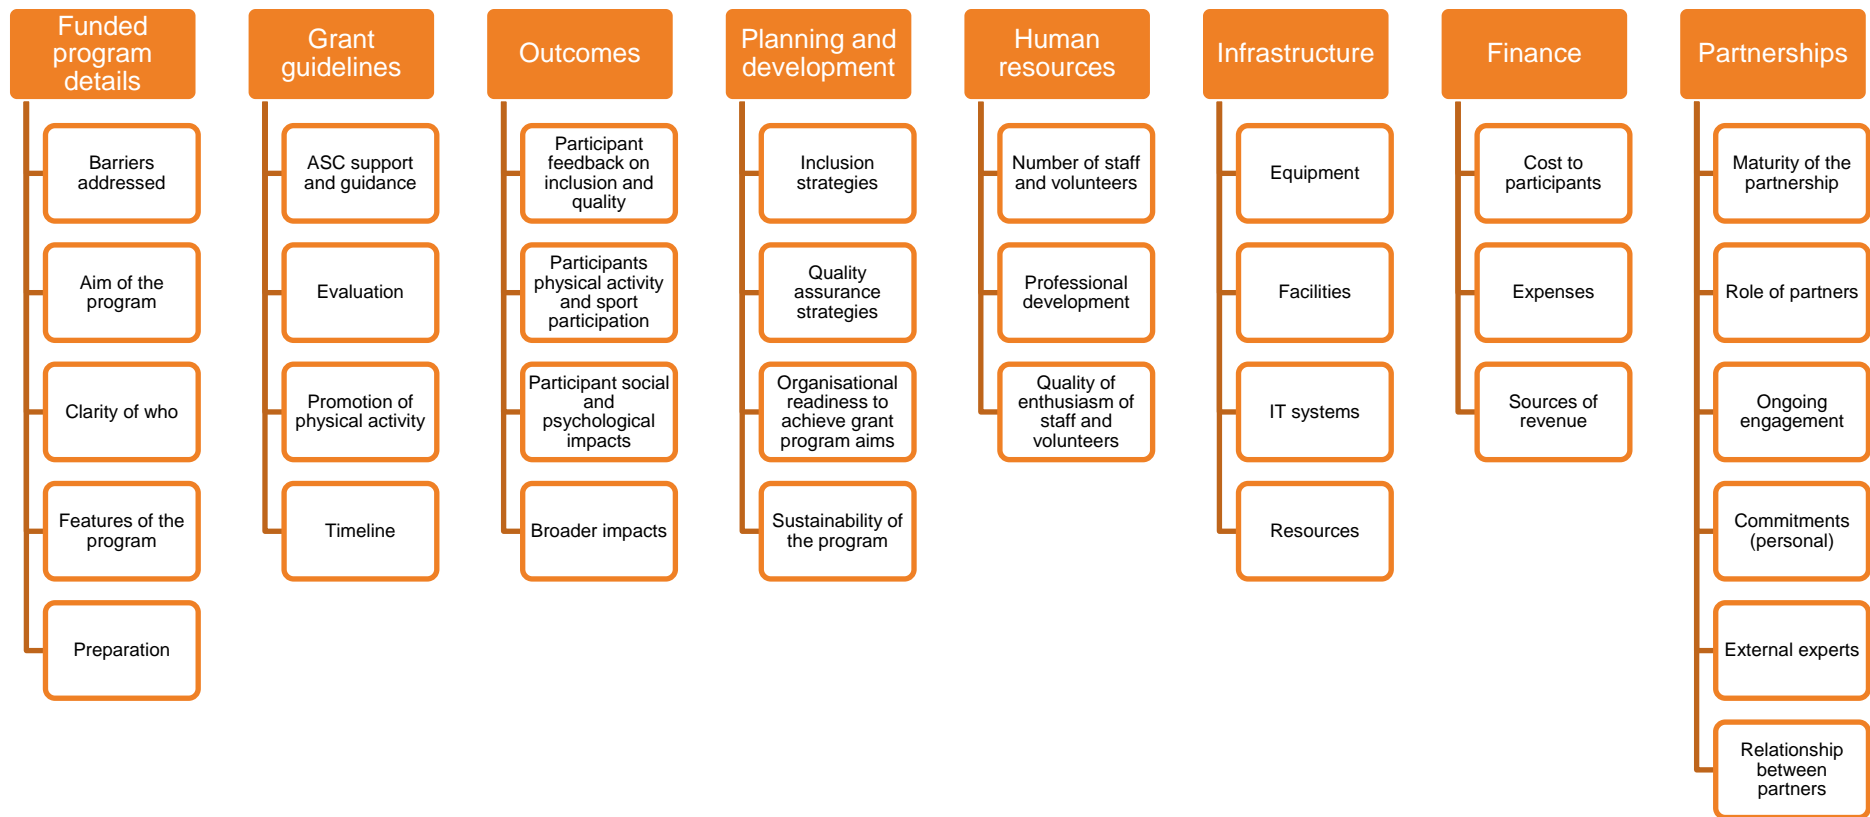 Funded
program
details
Barriers
addressed
Aim of the
program
Clarity of who
Features of the
program
Preparation
Grant
guidelines
ASC support
and guidance
Evaluation
Promotion of
physical activity
Timeline
Outcomes
Participant
feedback on
inclusion and
quality
Participants
physical activity
and sport
participation
Participant social
and
psychological
impacts
Broader impacts
Planning and
development
Inclusion
strategies
Quality
assurance
strategies
Organisational
readiness to
achieve grant
program aims
Sustainability of
the program
Human
resources
Number of staff
and volunteers
Professional
development
Quality of
enthusiasm of
staff and
volunteers
Infrastructure
Equipment
Facilities
IT systems
Resources
Finance
Cost to
participants
Expenses
Sources of
revenue
Partnerships
Maturity of the
partnership
Role of partners
Ongoing
engagement
Commitments
(personal)
External experts
Relationship
between
partners